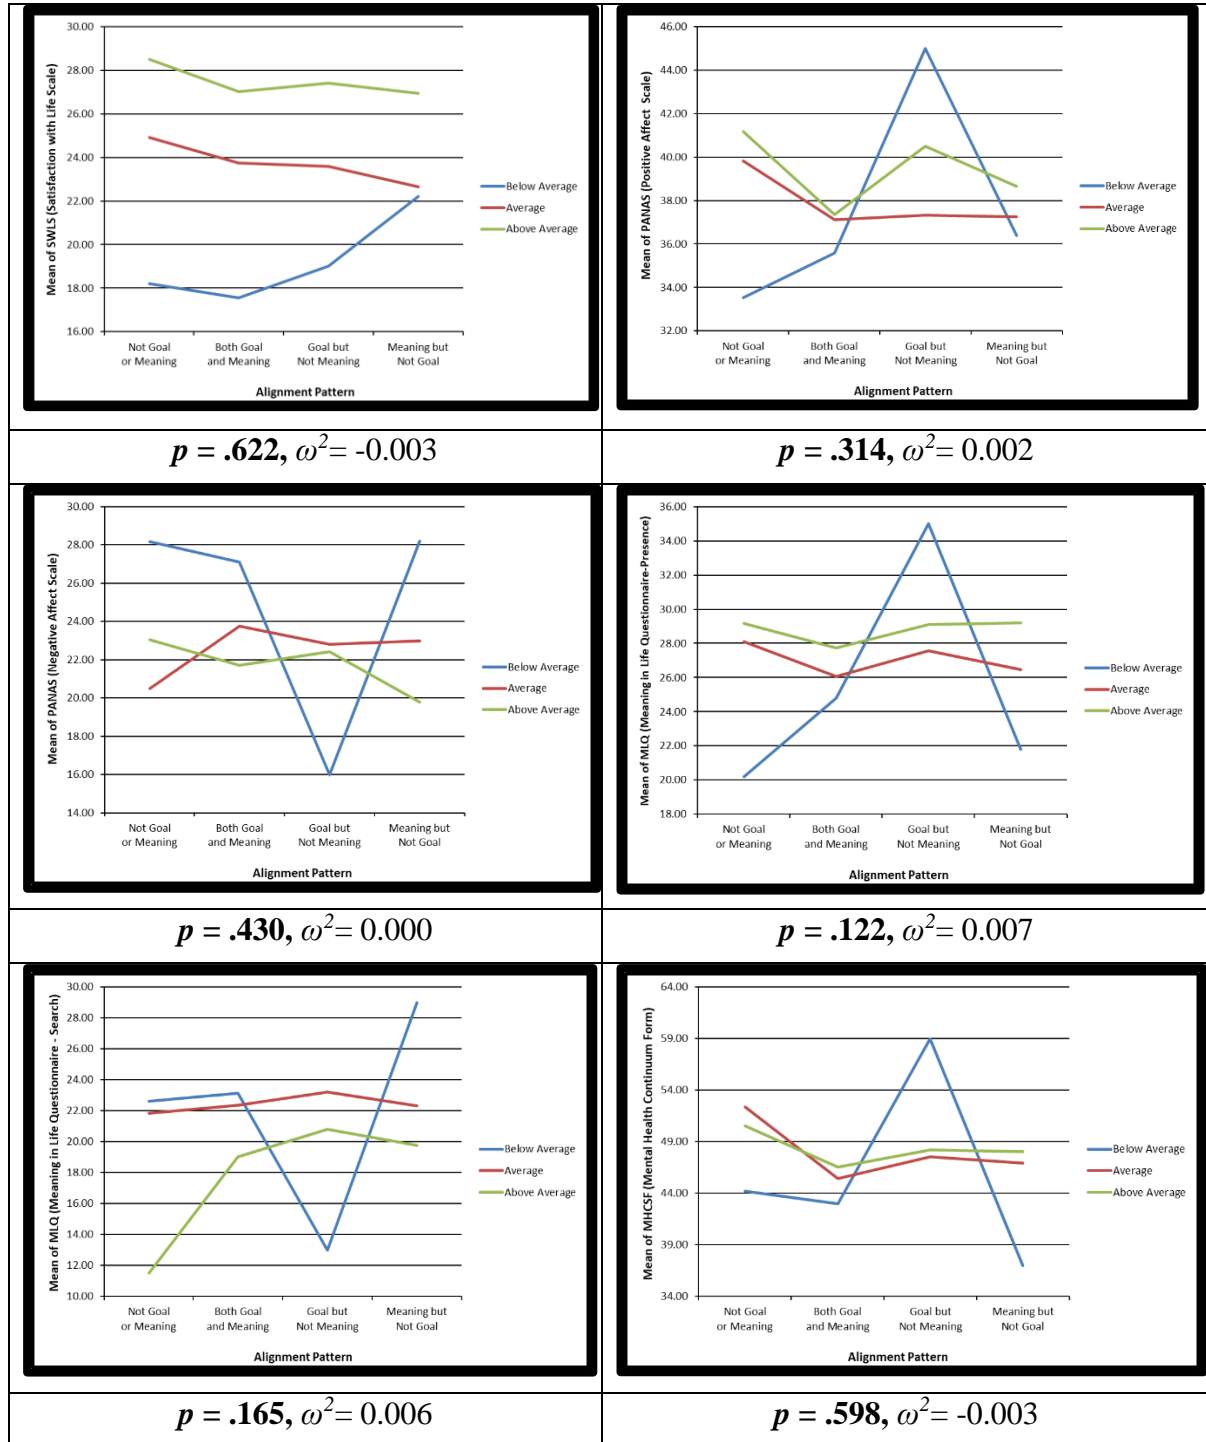 Mean of SWLS (Satisfaction with Life Scale)
30.00
28.00
26.00
24.00
22.00
20.00
18.00
16.00
Not Goal
or Meaning
Both Goal
and Meaning
Goal but
Not Meaning
Meaning but
Not Goal
Alignment Pattern
Below Average
Average
Above Average
Mean of PANAS (Positive Affect Scale)
46.00
44.00
42.00
40.00
38.00
36.00
34.00
32.00
Not Goal
or Meaning
Both Goal
and Meaning
Goal but
Not Meaning
Meaning but
Not Goal
Alignment Pattern
Below Average
Average
Above Average
p = .622, ω²= -0.003
p = .314, ω²= 0.002
Mean of PANAS (Negative Affect Scale)
30.00
28.00
26.00
24.00
22.00
20.00
18.00
16.00
14.00
Not Goal
or Meaning
Both Goal
and Meaning
Goal but
Not Meaning
Meaning but
Not Goal
Alignment Pattern
Below Average
Average
Above Average
Mean of MLQ (Meaning in Life Questionnaire-Presence)
36.00
34.00
32.00
30.00
28.00
26.00
24.00
22.00
20.00
18.00
Not Goal
or Meaning
Both Goal
and Meaning
Goal but
Not Meaning
Meaning but
Not Goal
Alignment Pattern
Below Average
Average
Above Average
p = .430, ω²= 0.000
p = .122, ω²= 0.007
Mean of MLQ (Meaning in Life Questionnaire - Search)
30.00
28.00
26.00
24.00
22.00
20.00
18.00
16.00
14.00
12.00
10.00
Not Goal
or Meaning
Both Goal
and Meaning
Goal but
Not Meaning
Meaning but
Not Goal
Alignment Pattern
Below Average
Average
Above Average
Mean of MHCSF (Mental Health Continuum Form)
64.00
59.00
54.00
49.00
44.00
39.00
34.00
Not Goal
or Meaning
Both Goal
and Meaning
Goal but
Not Meaning
Meaning but
Not Goal
Alignment Pattern
Below Average
Average
Above Average
p = .165, ω²= 0.006
p = .598, ω²= -0.003